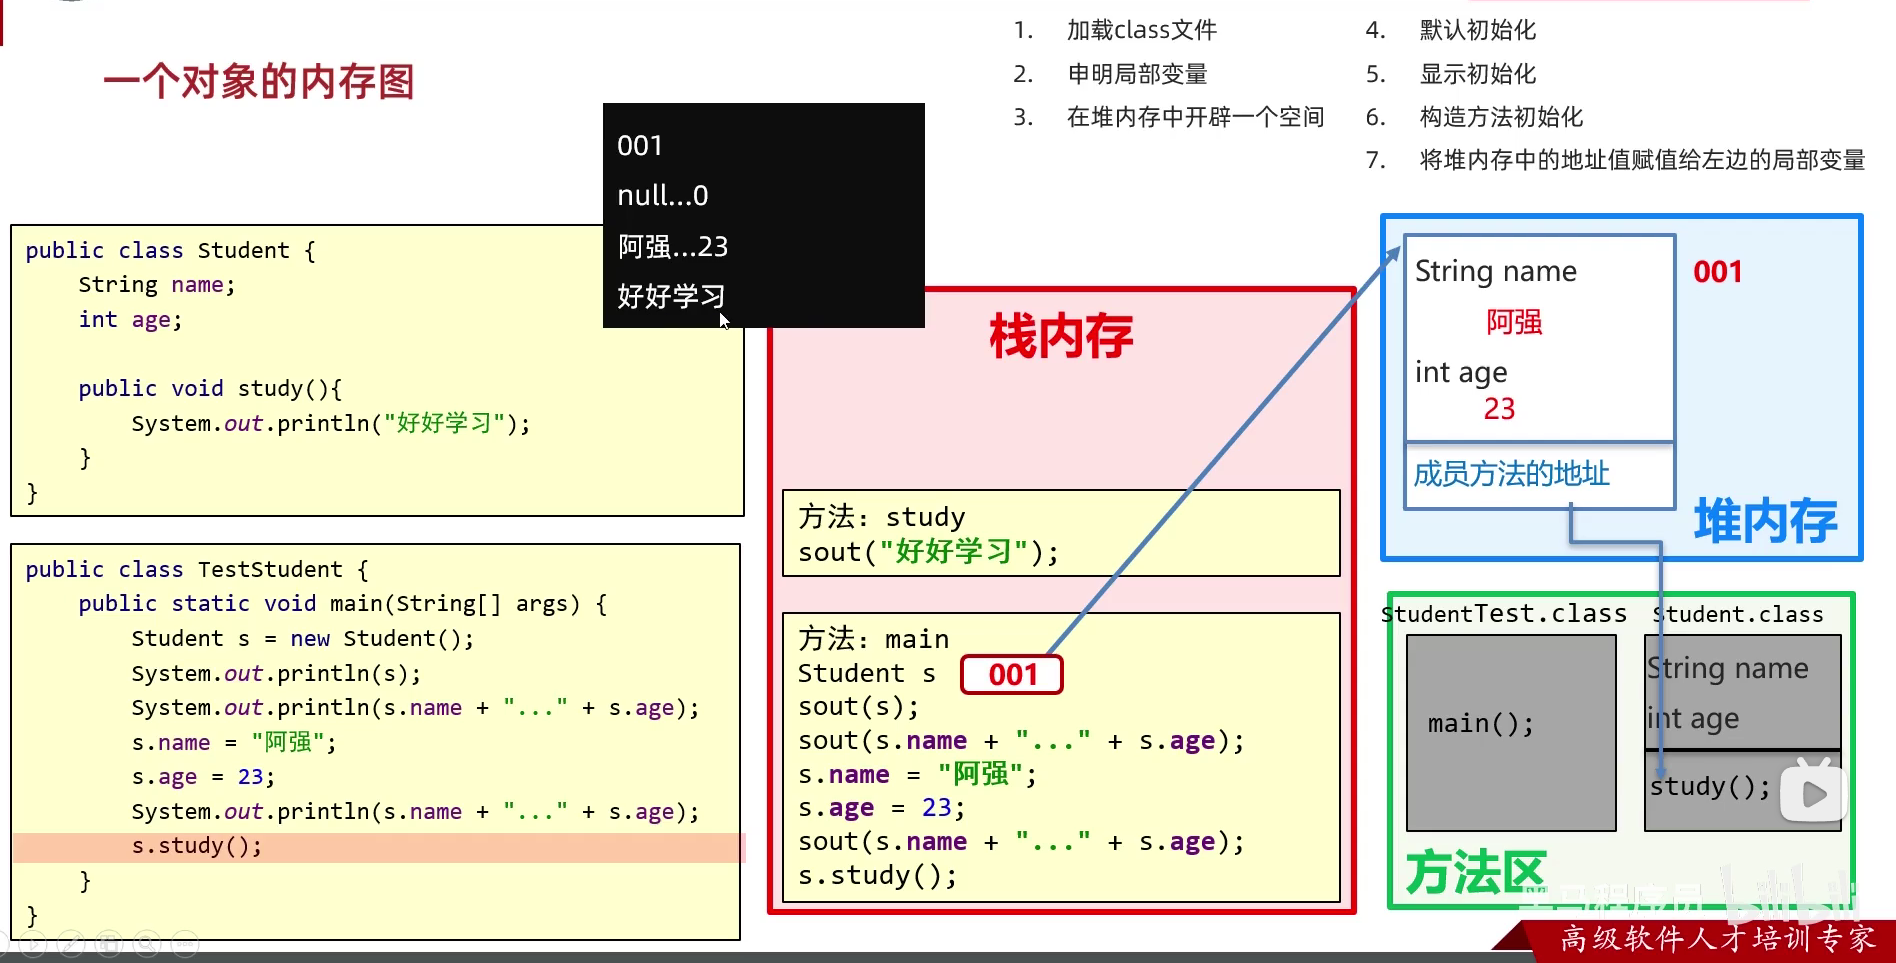 一个对象的内存图
1. 加载class文件
2. 申明局部变量
3. 在堆内存中开辟一个空间
4. 默认初始化
5. 显示初始化
6. 构造方法初始化
7. 将堆内存中的地址值赋值给左边的局部变量
001
null...0
阿强...23
好好学习
public class Student {
String name;
int age;
public void study(){
System.out.println("好好学习");
}
}
public class TestStudent {
public static void main(String[] args) {
Student s = new Student();
System.out.println(s);
System.out.println(s.name + "..." + s.age);
s.name = "阿强";
s.age = 23;
System.out.println(s.name + "..." + s.age);
s.study();
}
}
栈内存
方法：study
sout("好好学习");
方法：main
Student s 001
sout(s);
sout(s.name + "..." + s.age);
s.name = "阿强";
s.age = 23;
sout(s.name + "..." + s.age);
s.study();
String name
001
阿强
int age
23
成员方法的地址
堆内存
StudentTest.class
main();
Student.class
String name
int age
study();
方法区
黑马程序员 bilibili
高级软件人才培训专家